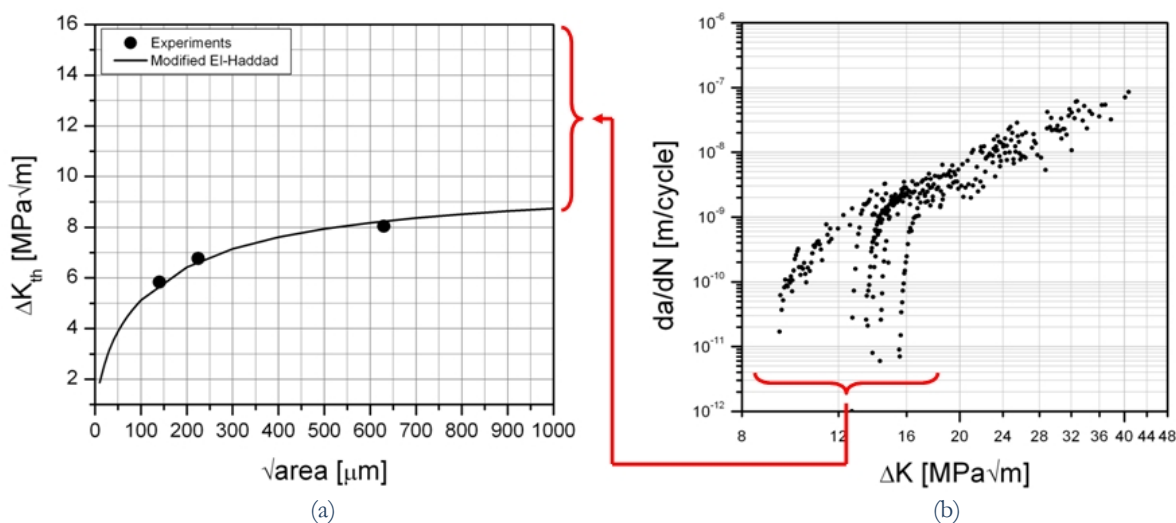 16
14
12
10
8
6
4
2
ΔKth [MPa√m]
Experiments
Modified El-Haddad
0 100 200 300 400 500 600 700 800 900 1000
√area [μm]
(a)
10-6
10-7
10-8
10-9
10-10
10-11
10-12
da/dN [m/cycle]
8 12 16 20 24 28 32 36 40 44 48
ΔK [MPa√m]
(b)